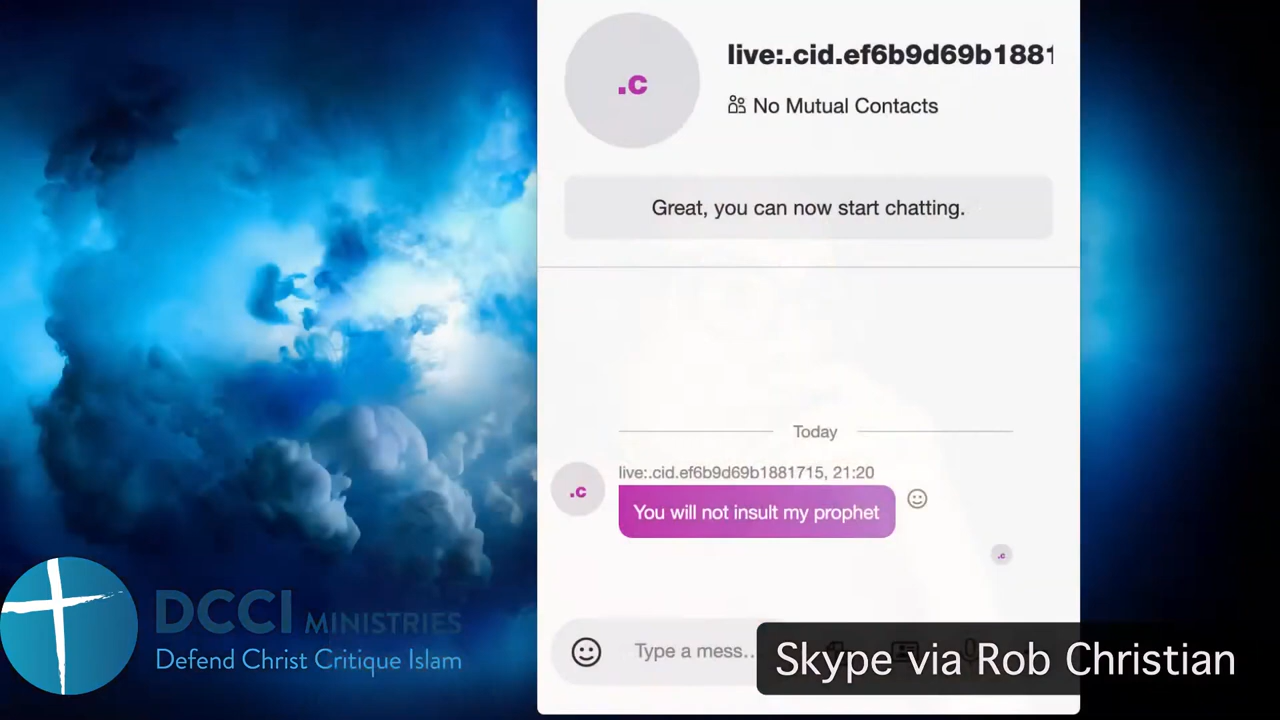 live:.cid.ef6b9d69b1881
.c
No Mutual Contacts
Great, you can now start chatting.
Today
live:.cid.ef6b9d69b1881715, 21:20
.c
You will not insult my prophet
.c
Type a mess...
Skype via Rob Christian
DCCI MINISTRIES
Defend Christ Critique Islam